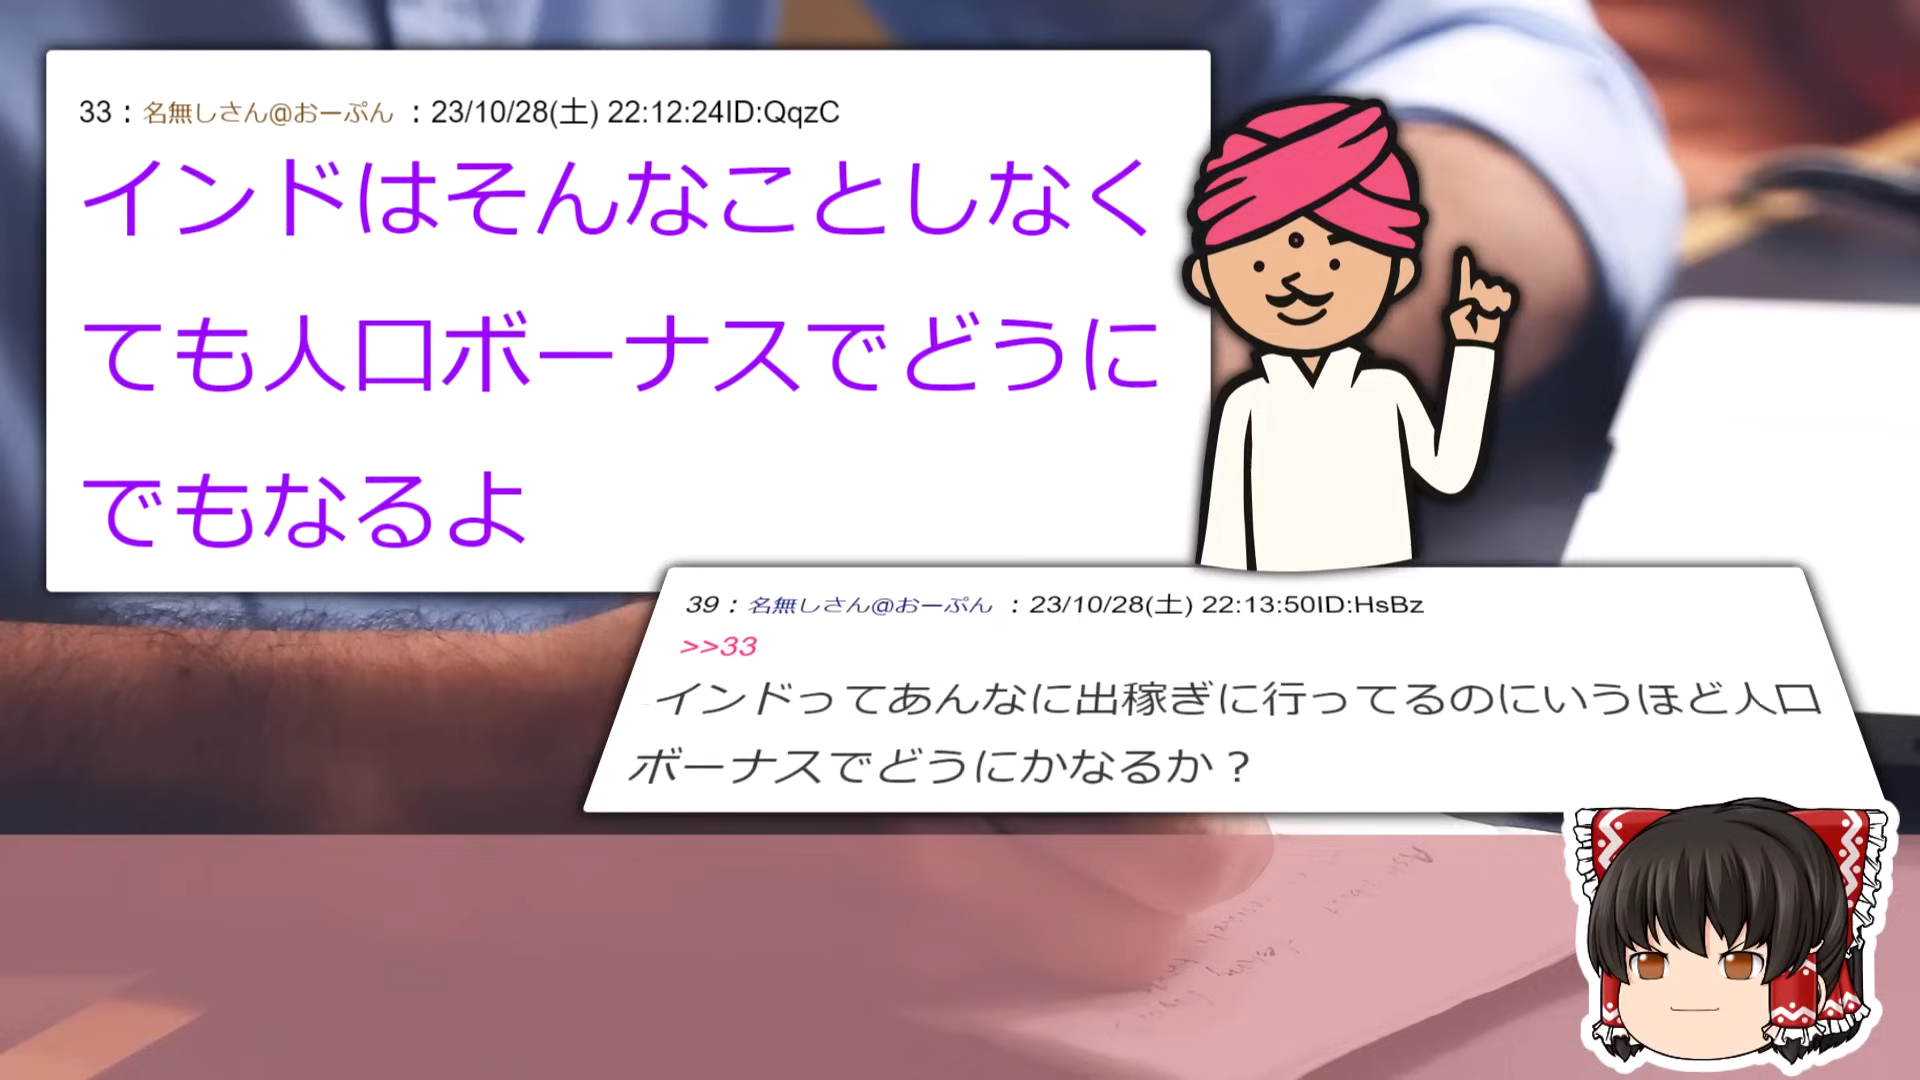 33：名無しさん@おーぷん ：23/10/28(土) 22:12:24ID:QqzC
インドはそんなことしなく
ても人口ボーナスでどうに
でもなるよ
39：名無しさん@おーぷん ：23/10/28(土) 22:13:50ID:HsBz
>>33
インドってあんなに出稼ぎに行ってるのにいうほど人口
ボーナスでどうにかなるか？